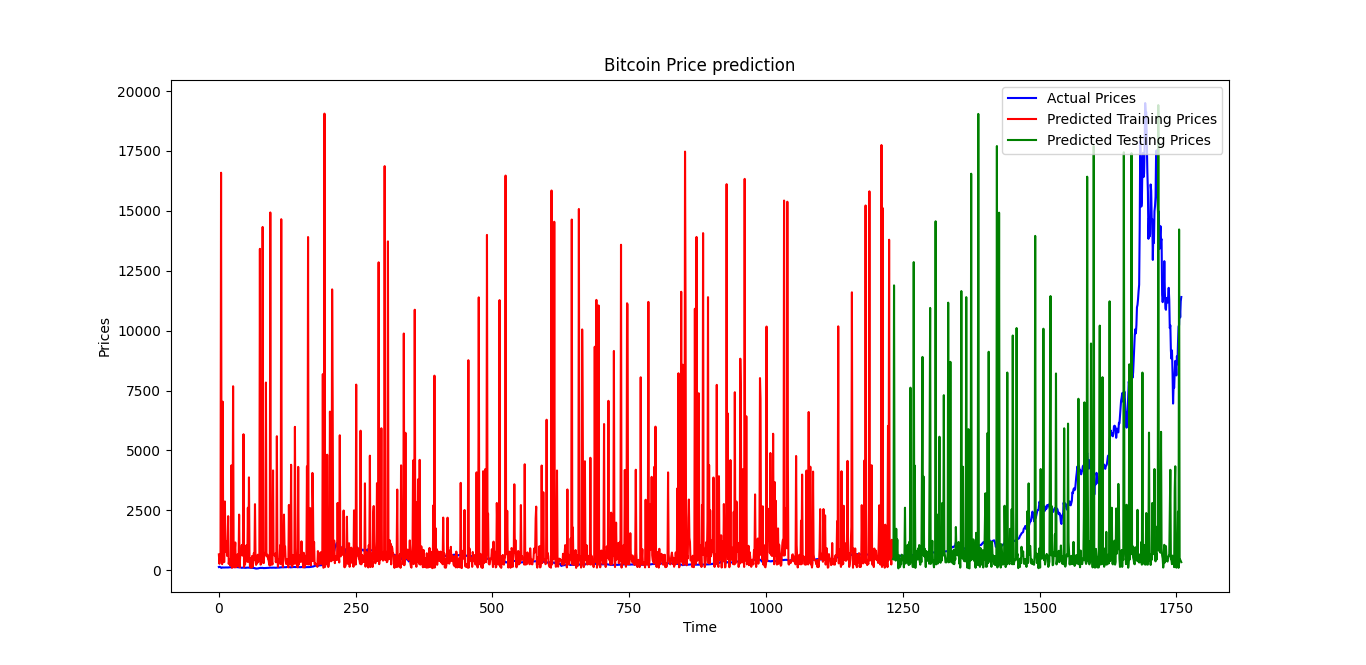 Bitcoin Price prediction
Actual Prices
Predicted Training Prices
Predicted Testing Prices
20000
17500
15000
12500
10000
7500
5000
2500
0
Prices
0 250 500 750 1000 1250 1500 1750
Time